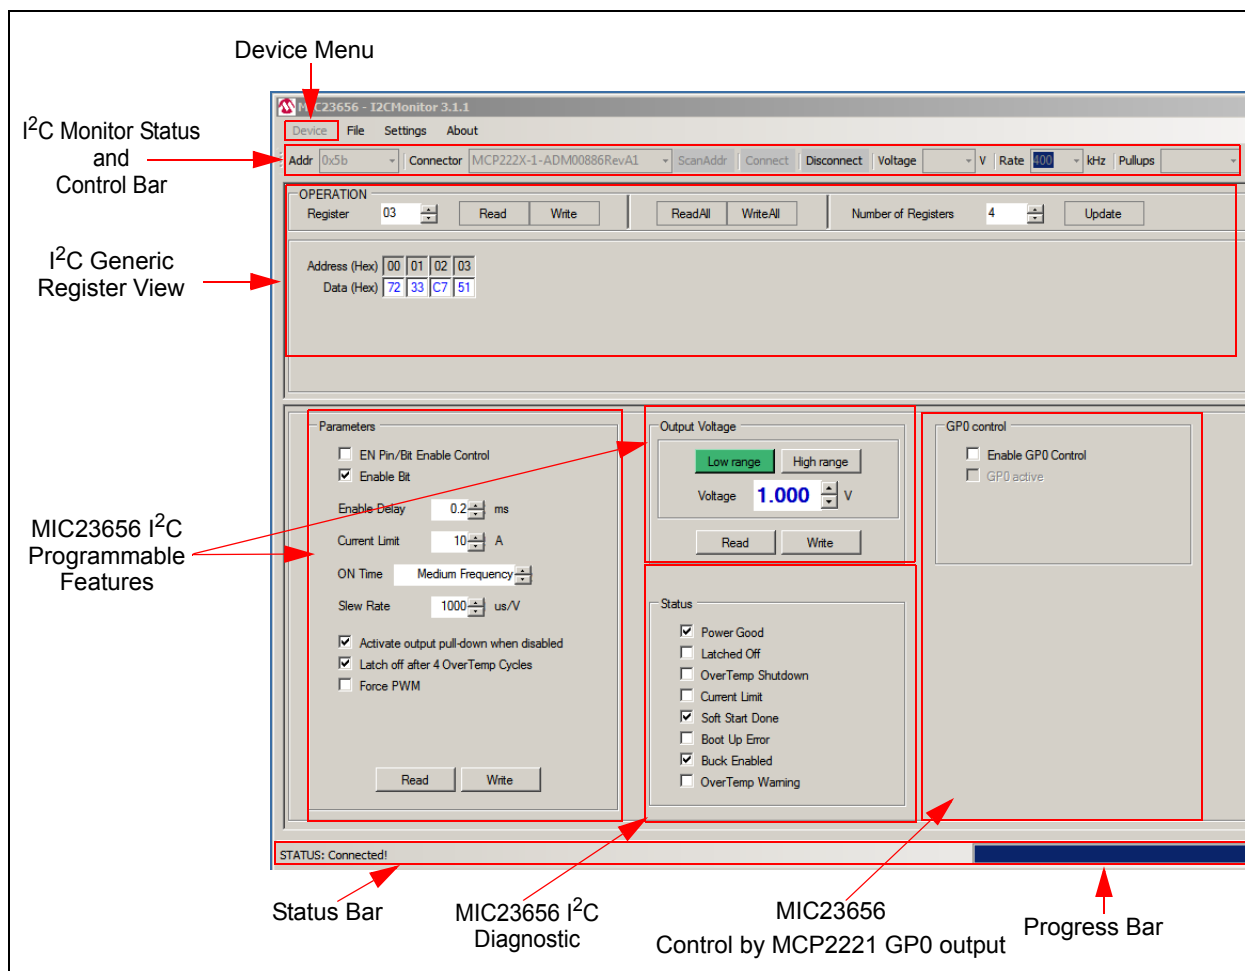 Device Menu
I²C Monitor Status
and
Control Bar
I²C Generic
Register View
MIC23656 I²C
Programmable
Features
MIC23656 - I2CMonitor 3.1.1
Device File Settings About
Addr 0x5b Connector MCP222X-1-ADM00886RevA1 ScanAddr Connect Disconnect Voltage V Rate 400 kHz Pullups
OPERATION
Register 03 Read Write ReadAll WriteAll Number of Registers 4 Update
Address (Hex) 00 01 02 03
Data (Hex) 72 33 C7 51
Parameters
EN Pin/Bit Enable Control
Enable Bit
Enable Delay 0.2 ms
Current Limit 10 A
ON Time Medium Frequency
Slew Rate 1000 us/V
Activate output pull-down when disabled
Latch off after 4 OverTemp Cycles
Force PWM
Read Write
Output Voltage
Low range High range
Voltage 1.000 V
Read Write
Status
Power Good
Latched Off
OverTemp Shutdown
Current Limit
Soft Start Done
Boot Up Error
Buck Enabled
OverTemp Warning
GP0 control
Enable GP0 Control
GP0 active
STATUS: Connected!
Status Bar
MIC23656 I²C
Diagnostic
MIC23656
Control by MCP2221 GP0 output
Progress Bar